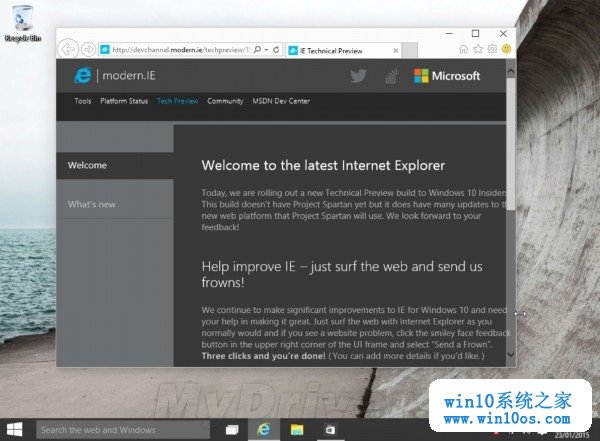 Recycle Bin
http://devchannel.modern.ie/techpreview/
IE Technical Preview
modern.IE
Microsoft
Tools Platform Status Tech Preview Community MSDN Dev Center
Welcome
What's new
Welcome to the latest Internet Explorer
Today, we are rolling out a new Technical Preview build to Windows 10 Insiders.
This build doesn't have Project Spartan yet but it does have many updates to the
new web platform that Project Spartan will use. We look forward to your
feedback!
Help improve IE – just surf the web and send us
frowns!
We continue to make significant improvements to IE for Windows 10 and need
your help in making it great. Just surf the web with Internet Explorer as you
normally would and if you see a website problem, click the smiley face feedback
button in the upper right corner of the UI frame and select "Send a Frown".
Three clicks and you're done! (You can add more details if you'd like.)
MyDrivers
win10系统之家
www.win10os.com
Search the web and Windows
23/01/2015